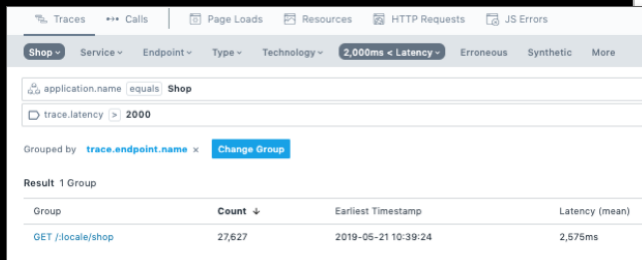 Traces Calls Page Loads Resources HTTP Requests JS Errors
Shop Service Endpoint Type Technology 2,000ms < Latency Erroneous Synthetic More
application.name equals Shop
trace.latency > 2000
Grouped by trace.endpoint.name × Change Group
Result 1 Group
Group Count ↓ Earliest Timestamp Latency (mean)
GET /:locale/shop 27,627 2019-05-21 10:39:24 2,575ms